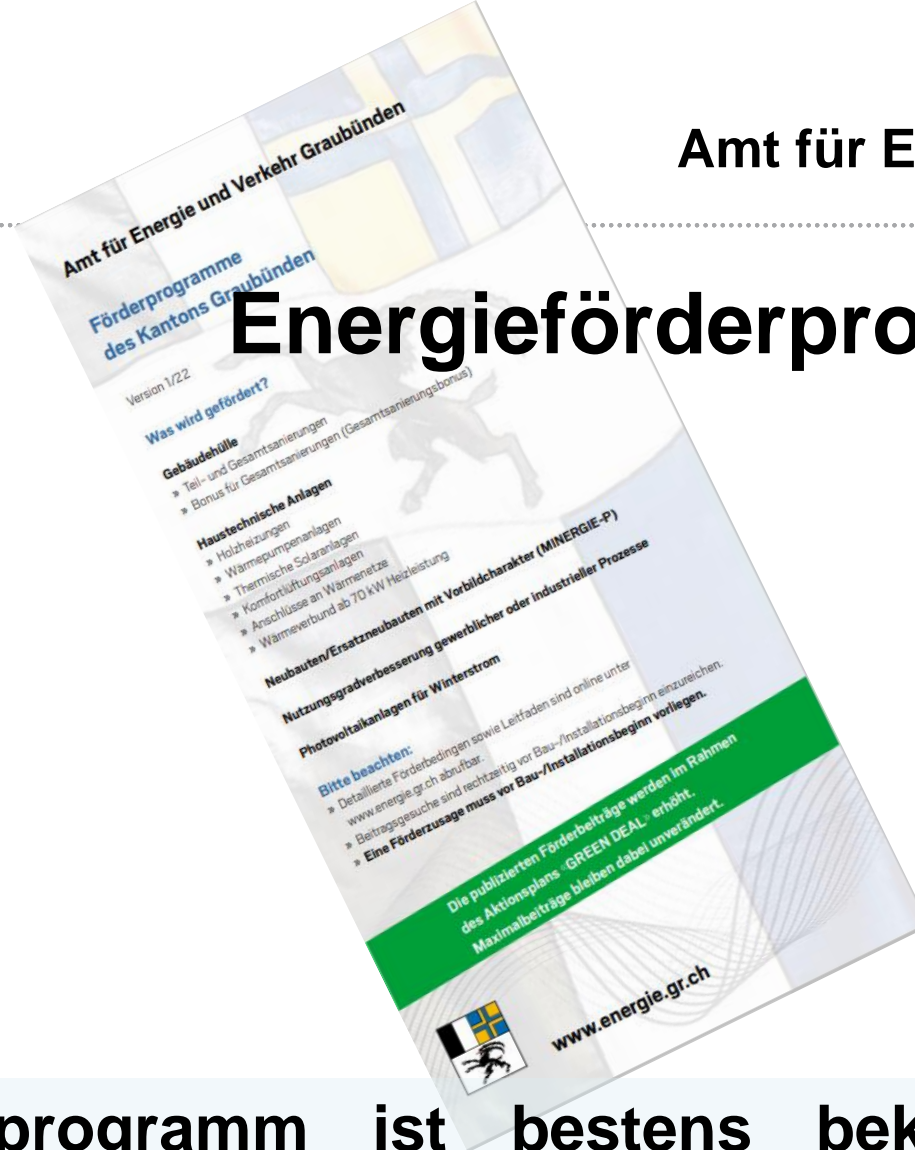 Amt für E
Energieförderpro
Amt für Energie und Verkehr Graubünden
Förderprogramme
des Kantons Graubünden
Version 1/22
Was wird gefördert?
Gebäudehülle
» Teil- und Gesamtsanierungen
» Bonus für Gesamtsanierungen (Gesamtsanierungsbonus)
Haustechnische Anlagen
» Holzheizungen
» Wärmepumpenanlagen
» Thermische Solaranlagen
» Komfortlüftungsanlagen
» Anschlüsse an Wärmenetze
» Wärmeverbund ab 70 kW Heizleistung
Neubauten/Ersatzneubauten mit Vorbildcharakter (MINERGIE-P)
Nutzungsgradverbesserung gewerblicher oder industrieller Prozesse
Photovoltaikanlagen für Winterstrom
Bitte beachten:
» Detaillierte Förderbedingen sowie Leitfaden sind online unter
www.energie.gr.ch abrufbar.
» Beitragsgesuche sind rechtzeitig vor Bau-/Installationsbeginn einzureichen.
» Eine Förderzusage muss vor Bau-/Installationsbeginn vorliegen.
Die publizierten Förderbeiträge werden im Rahmen
des Aktionsplans «GREEN DEAL» erhöht.
Maximalbeiträge bleiben dabei unverändert.
www.energie.gr.ch
programm ist bestens bek